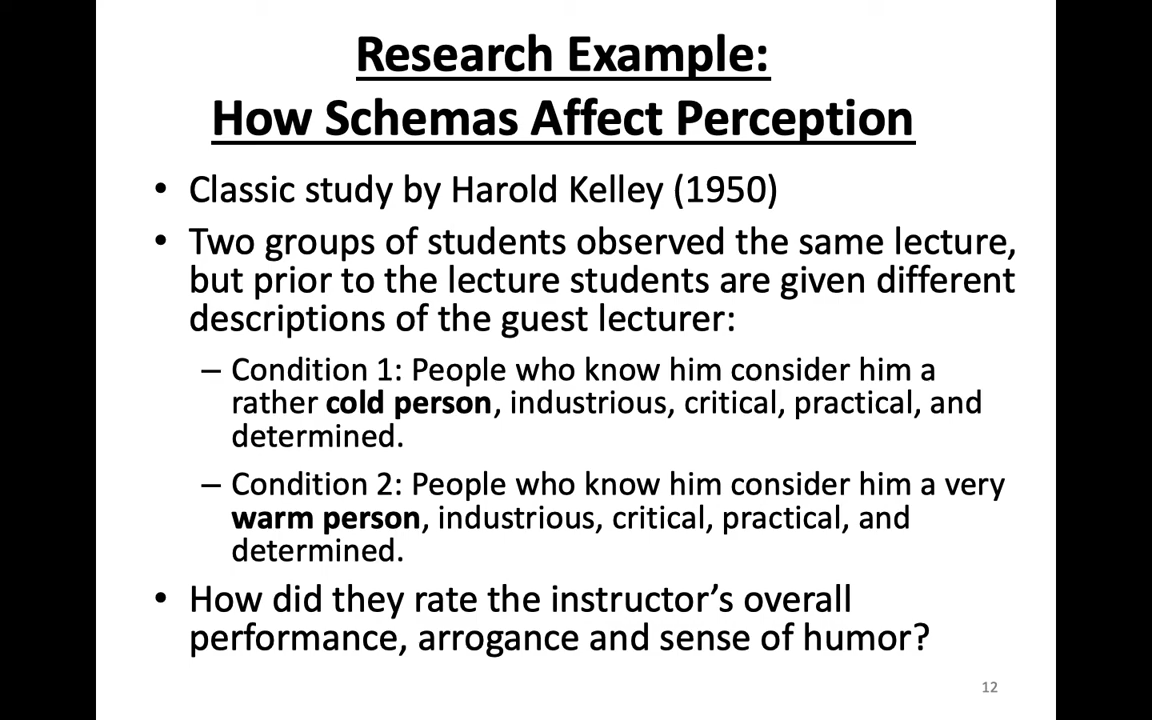 Research Example:
How Schemas Affect Perception
• Classic study by Harold Kelley (1950)
• Two groups of students observed the same lecture,
but prior to the lecture students are given different
descriptions of the guest lecturer:
– Condition 1: People who know him consider him a
rather cold person, industrious, critical, practical, and
determined.
– Condition 2: People who know him consider him a very
warm person, industrious, critical, practical, and
determined.
• How did they rate the instructor’s overall
performance, arrogance and sense of humor?
12